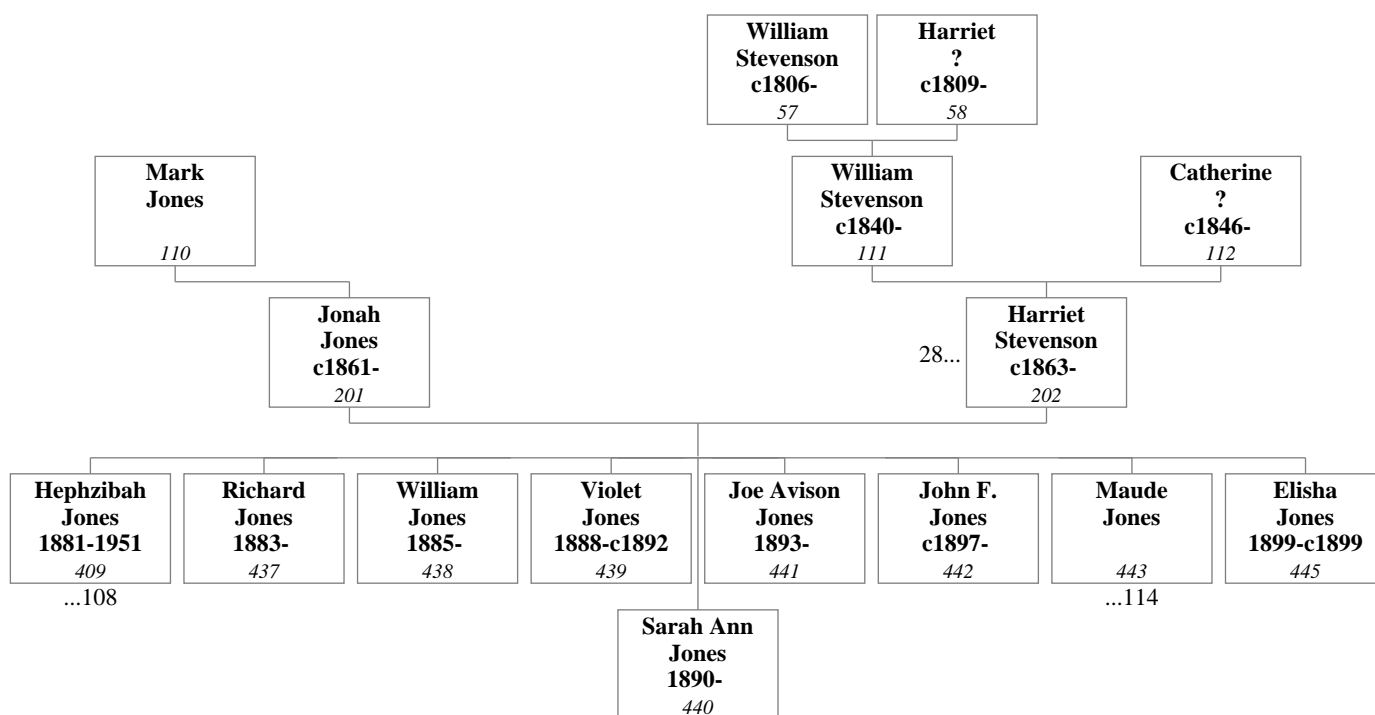 William
Stevenson
c1806-
57
Harriet
?
c1809-
58
Mark
Jones
110
William
Stevenson
c1840-
111
Catherine
?
c1846-
112
Jonah
Jones
c1861-
201
28...
Harriet
Stevenson
c1863-
202
Hephzibah
Jones
1881-1951
409
...108
Richard
Jones
1883-
437
William
Jones
1885-
438
Violet
Jones
1888-c1892
439
Joe Avison
Jones
1893-
441
John F.
Jones
c1897-
442
Maude
Jones
443
...114
Elisha
Jones
1899-c1899
445
Sarah Ann
Jones
1890-
440